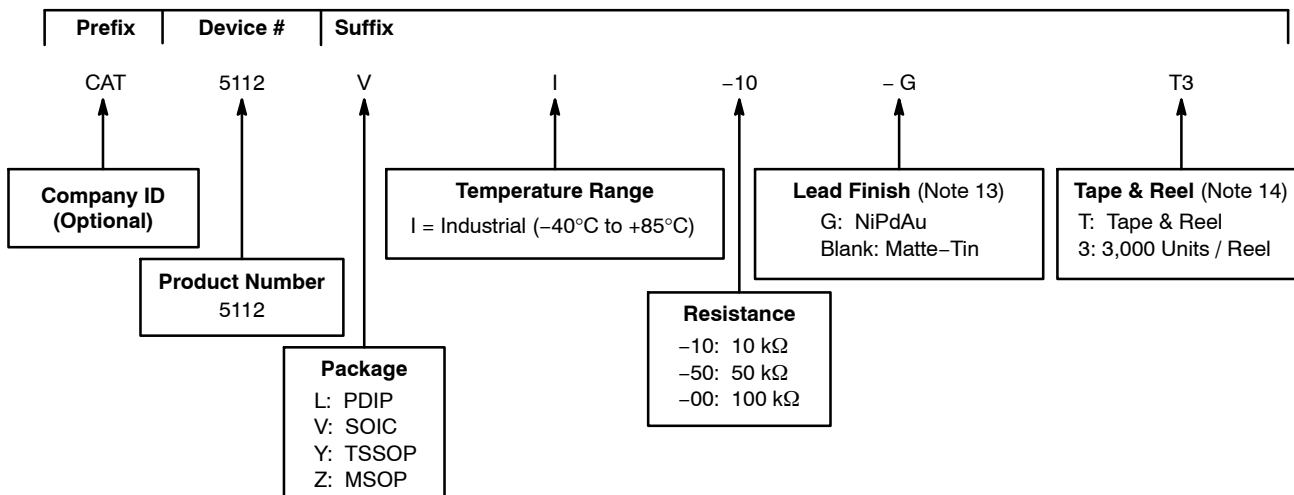 Prefix Device # Suffix
CAT 5112 V I −10 − G T3
Company ID
(Optional)
Product Number
5112
Package
L: PDIP
V: SOIC
Y: TSSOP
Z: MSOP
Temperature Range
I = Industrial (−40°C to +85°C)
Resistance
−10: 10 kΩ
−50: 50 kΩ
−00: 100 kΩ
Lead Finish (Note 13)
G: NiPdAu
Blank: Matte−Tin
Tape & Reel (Note 14)
T: Tape & Reel
3: 3,000 Units / Reel